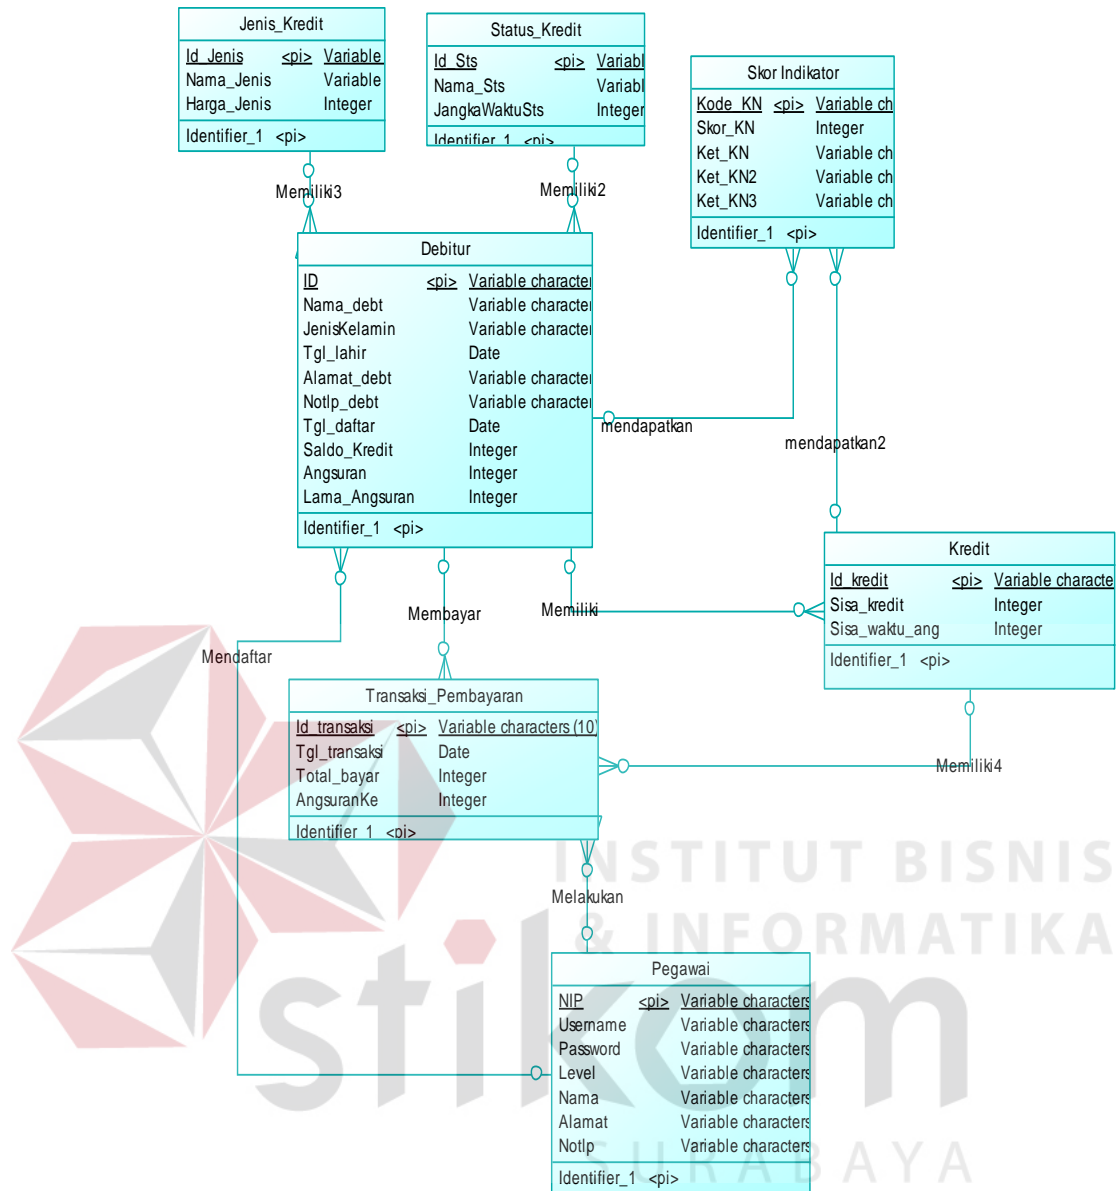 Jenis_Kredit
Id_Jenis <pi> Variable
Nama_Jenis Variable
Harga_Jenis Integer
Identifier_1 <pi>
Status_Kredit
Id_Sts <pi> Variabl
Nama_Sts Variabl
JangkaWaktuSts Integer
Identifier_1 <pi>
Skor Indikator
Kode_KN <pi> Variable ch
Skor_KN Integer
Ket_KN Variable ch
Ket_KN2 Variable ch
Ket_KN3 Variable ch
Identifier_1 <pi>
Memiliki3
Memiliki2
Debitur
ID <pi> Variable character
Nama_debt Variable character
JenisKelamin Variable character
Tgl_lahir Date
Alamat_debt Variable character
Notlp_debt Variable character
Tgl_daftar Date
Saldo_Kredit Integer
Angsuran Integer
Lama_Angsuran Integer
Identifier_1 <pi>
mendapatkan
mendapatkan2
Kredit
Id_kredit <pi> Variable characte
Sisa_kredit Integer
Sisa_waktu_ang Integer
Identifier_1 <pi>
Membayar
Memiliki
Mendaftar
Transaksi_Pembayaran
Id_transaksi <pi> Variable characters (10)
Tgl_transaksi Date
Total_bayar Integer
AngsuranKe Integer
Identifier_1 <pi>
Memiliki4
Melakukan
INSTITUT BISNIS
& INFORMATIKA
stikom
SURABAYA
Pegawai
NIP <pi> Variable characters
Username Variable characters
Password Variable characters
Level Variable characters
Nama Variable characters
Alamat Variable characters
Notlp Variable characters
Identifier_1 <pi>